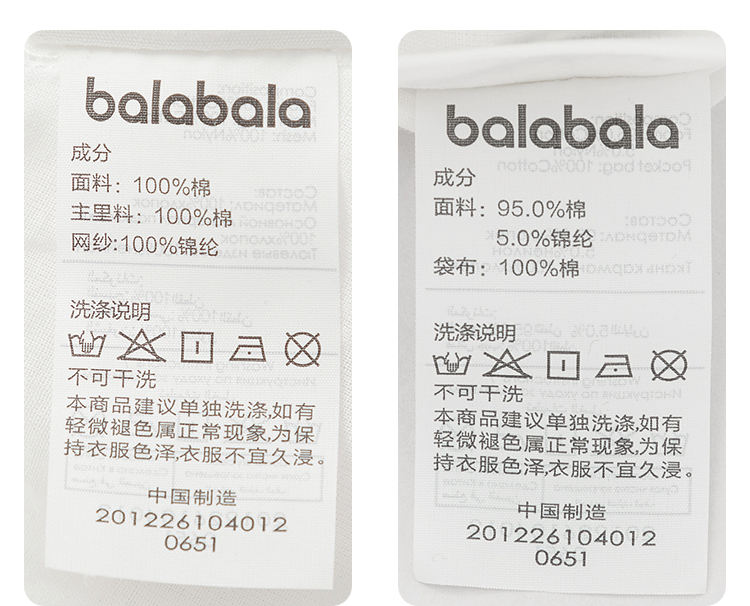 balabala
成分
面料: 100%棉
主里料: 100%棉
网纱:100%锦纶
洗涤说明
不可干洗
本商品建议单独洗涤,如有
轻微褪色属正常现象,为保
持衣服色泽,衣服不宜久浸。
中国制造
201226104012
0651
balabala
成分
面料: 95.0%棉
5.0%锦纶
袋布: 100%棉
洗涤说明
不可干洗
本商品建议单独洗涤,如有
轻微褪色属正常现象,为保
持衣服色泽,衣服不宜久浸。
中国制造
201226104012
0651